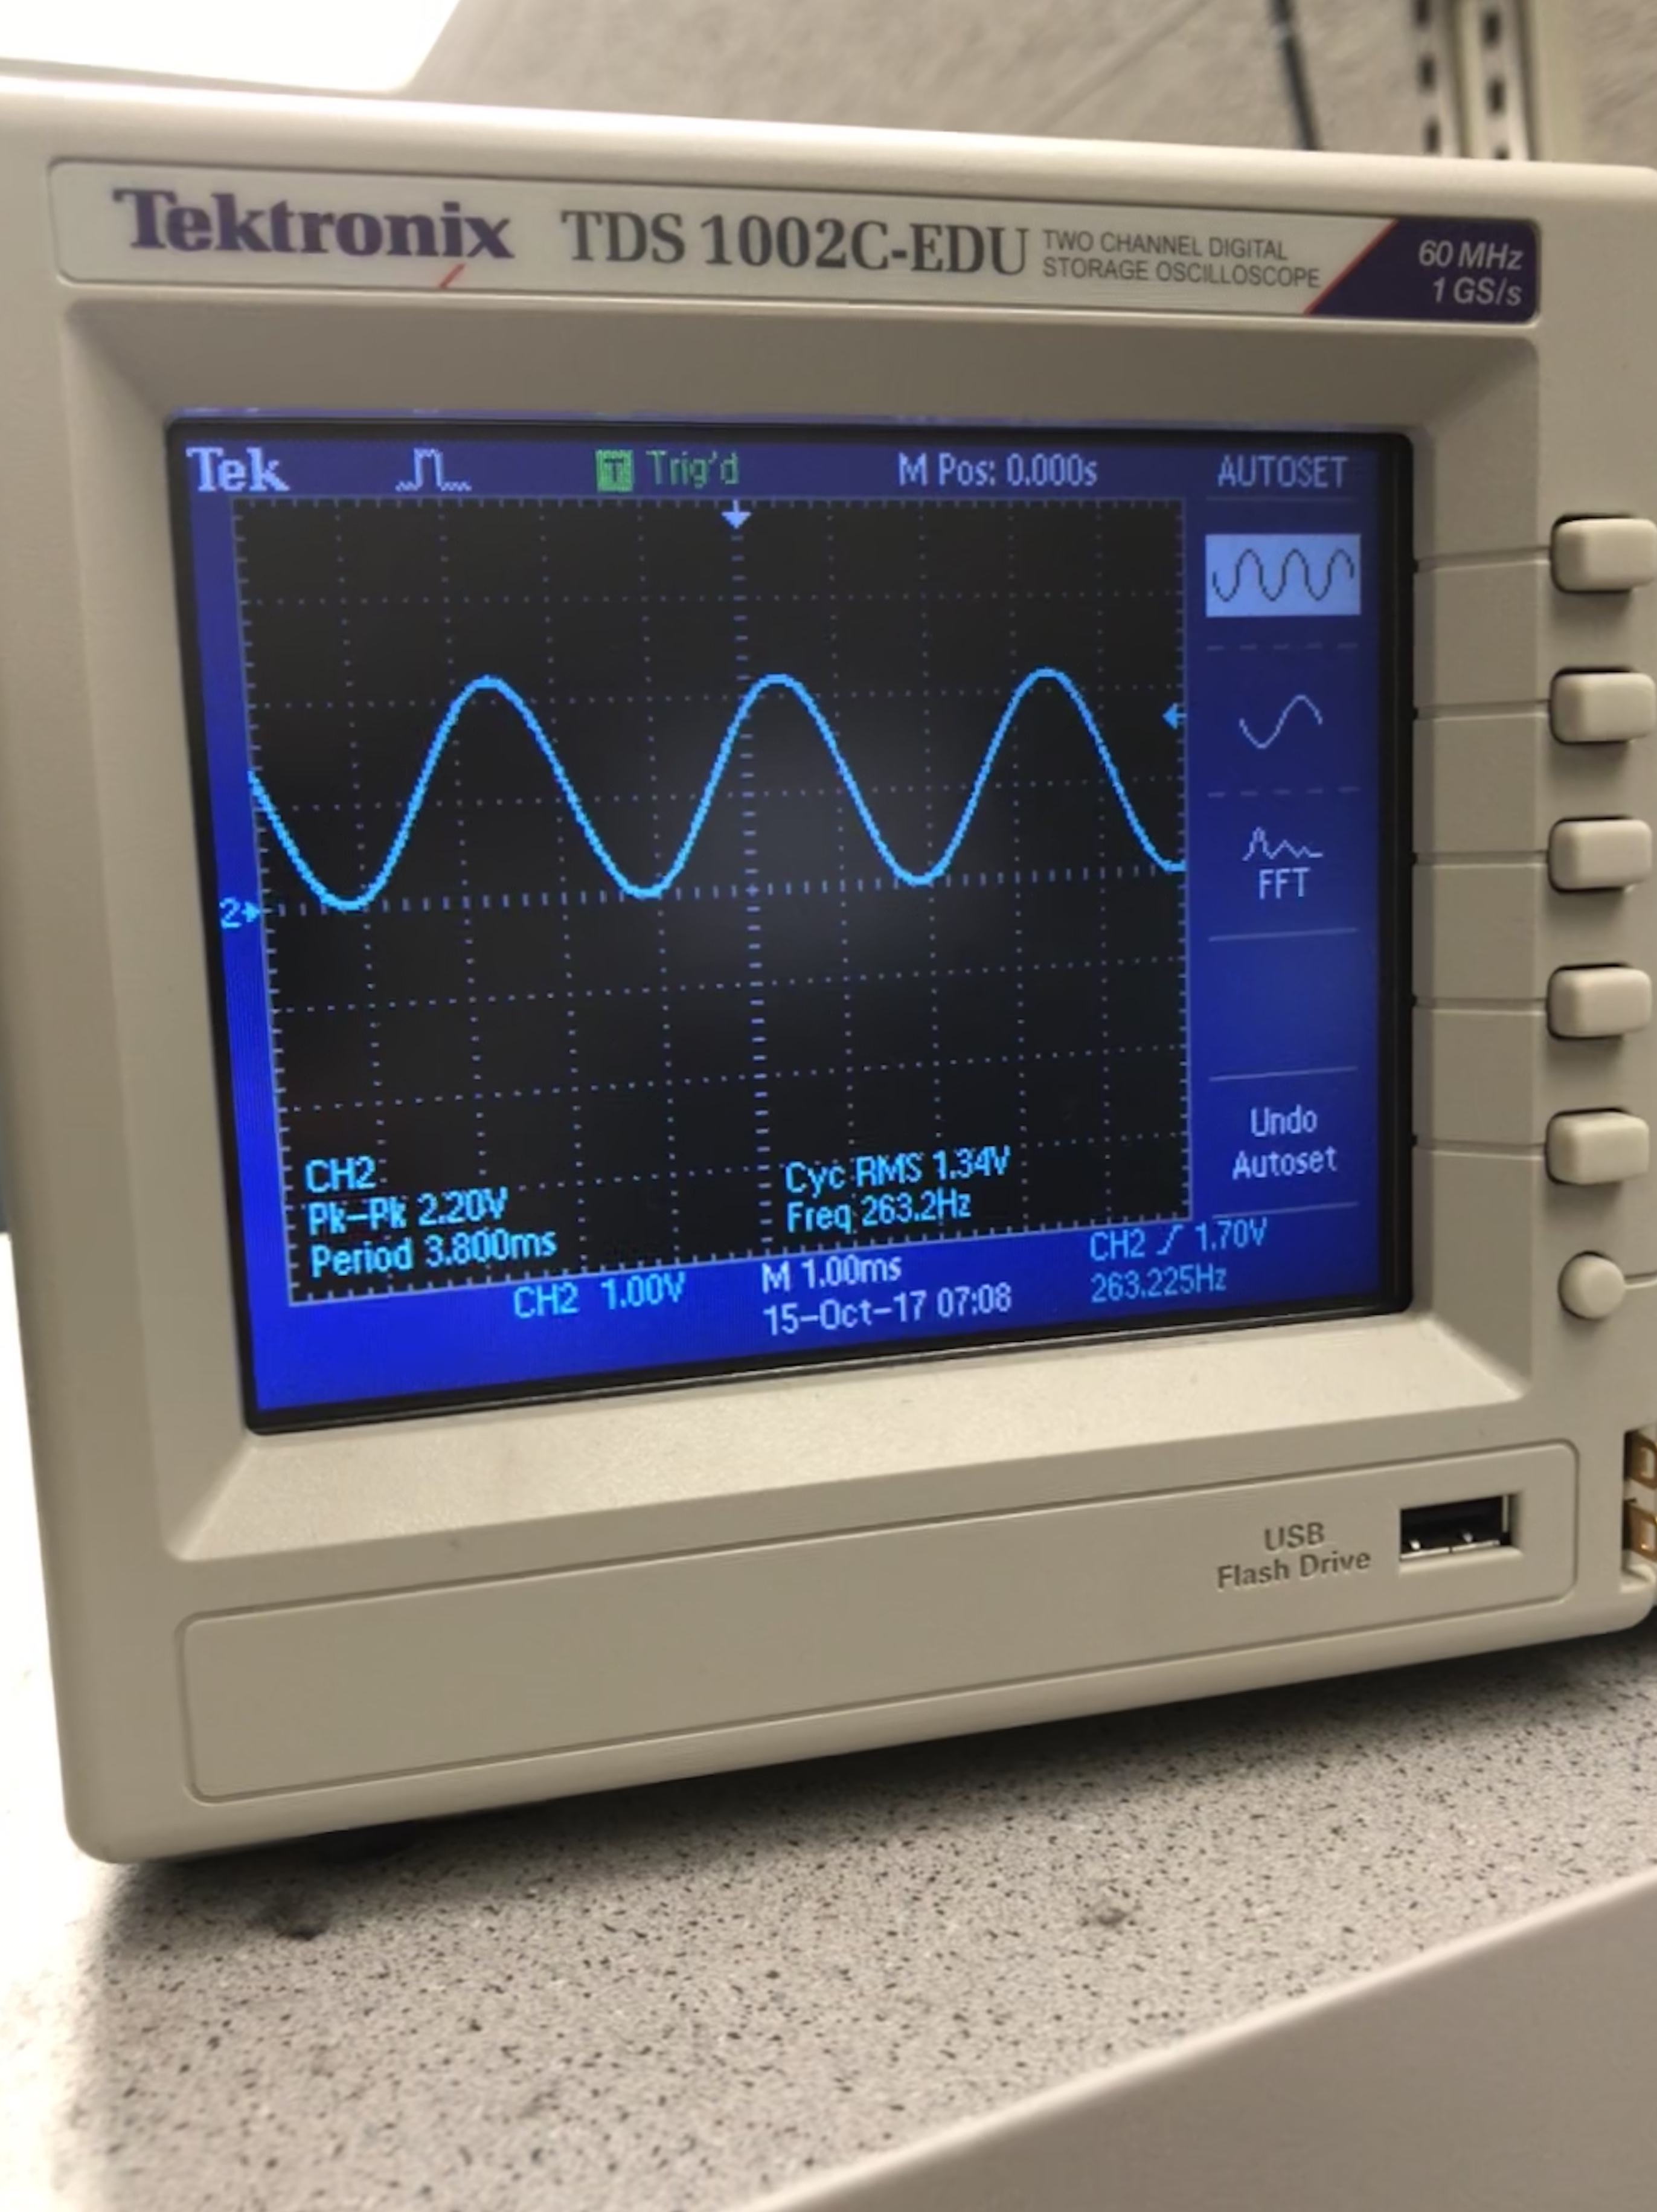 Tektronix TDS 1002C-EDU TWO CHANNEL DIGITAL STORAGE OSCILLOSCOPE
60 MHz
1 GS/s
Tek T Trig'd M Pos: 0.000s AUTOSET
FFT
2
Undo
Autoset
CH2
Pk-Pk 2.20V
Period 3.800ms
Cyc RMS 1.34V
Freq 263.2Hz
CH2 1.00V
M 1.00ms
15-Oct-17 07:08
CH2 1.70V
263.225Hz
USB
Flash Drive